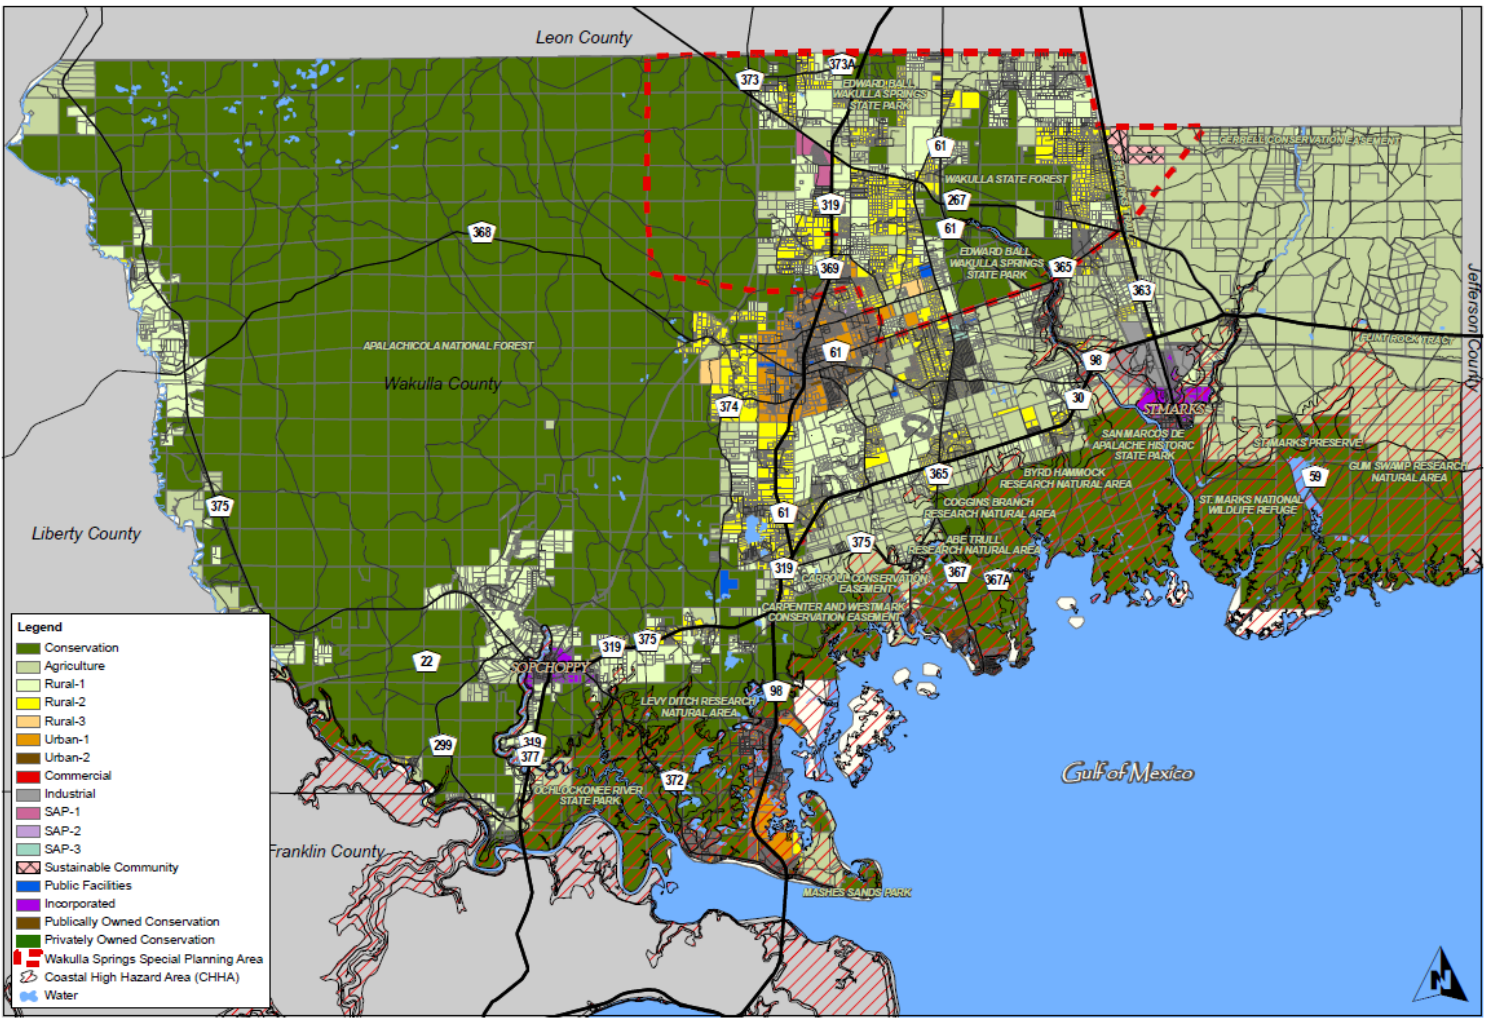 Leon County
373
373A
EDWARD BALL
WAKULLA SPRINGS
STATE PARK
GERRELL CONSERVATION EASEMENT
61
WAKULLA STATE FOREST
267
319
61
368
EDWARD BALL
WAKULLA SPRINGS
STATE PARK
369
365
363
Jefferson County
APALACHICOLA NATIONAL FOREST
61
98
FLINT ROCK TRACT
Wakulla County
374
30
ST.MARKS
SAN MARCOS DE
APALACHE HISTORIC
STATE PARK
ST.MARKS PRESERVE
365
BYRD HAMMOCK
RESEARCH NATURAL AREA
59
GUM SWAMP RESEARCH
NATURAL AREA
375
61
COGGINS BRANCH
RESEARCH NATURAL AREA
ST. MARKS NATIONAL
WILDLIFE REFUGE
Liberty County
375
ABE TRULL
RESEARCH NATURAL AREA
319
367
367A
CARROLL CONSERVATION
EASEMENT
CARPENTER AND WESTMARK
CONSERVATION EASEMENT
22
SOPCHOPPY
319
375
98
LEVY DITCH RESEARCH
NATURAL AREA
299
319
377
372
OCHLOCKONEE RIVER
STATE PARK
Gulf of Mexico
Franklin County
MASHES SANDS PARK
Legend
Conservation
Agriculture
Rural-1
Rural-2
Rural-3
Urban-1
Urban-2
Commercial
Industrial
SAP-1
SAP-2
SAP-3
Sustainable Community
Public Facilities
Incorporated
Publically Owned Conservation
Privately Owned Conservation
Wakulla Springs Special Planning Area
Coastal High Hazard Area (CHHA)
Water
N